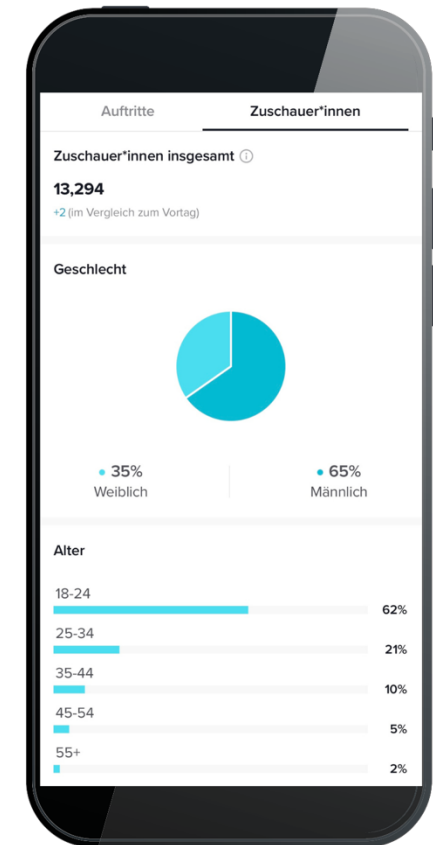 Auftritte Zuschauer*innen
Zuschauer*innen insgesamt
13,294
+2 (im Vergleich zum Vortag)
Geschlecht
35% 65%
Weiblich Männlich
Alter
18-24
62%
25-34
21%
35-44
10%
45-54
5%
55+
2%